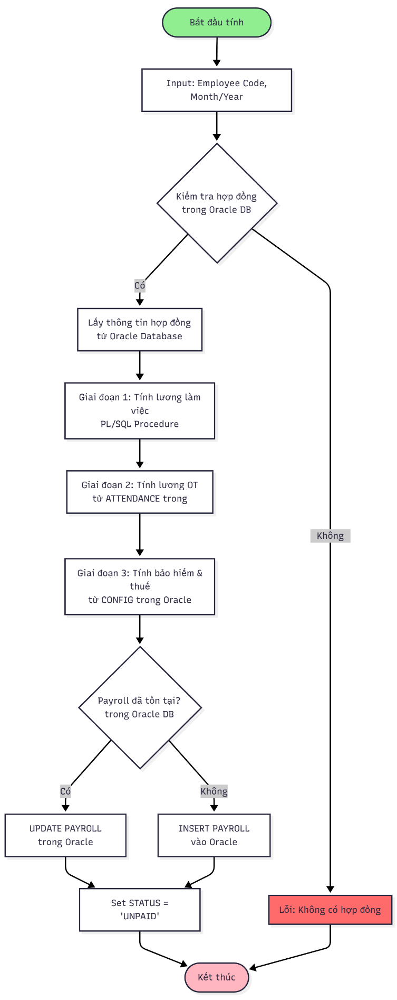 Bắt đầu tính
Input: Employee Code,
Month/Year
Kiểm tra hợp đồng
trong Oracle DB
Có
Lấy thông tin hợp đồng
từ Oracle Database
Giai đoạn 1: Tính lương làm
việc
PL/SQL Procedure
Giai đoạn 2: Tính lương OT
từ ATTENDANCE trong
Không
Giai đoạn 3: Tính bảo hiểm &
thuế
từ CONFIG trong Oracle
Payroll đã tồn tại?
trong Oracle DB
Có
Không
UPDATE PAYROLL
trong Oracle
INSERT PAYROLL
vào Oracle
Set STATUS =
'UNPAID'
Lỗi: Không có hợp đồng
Kết thúc